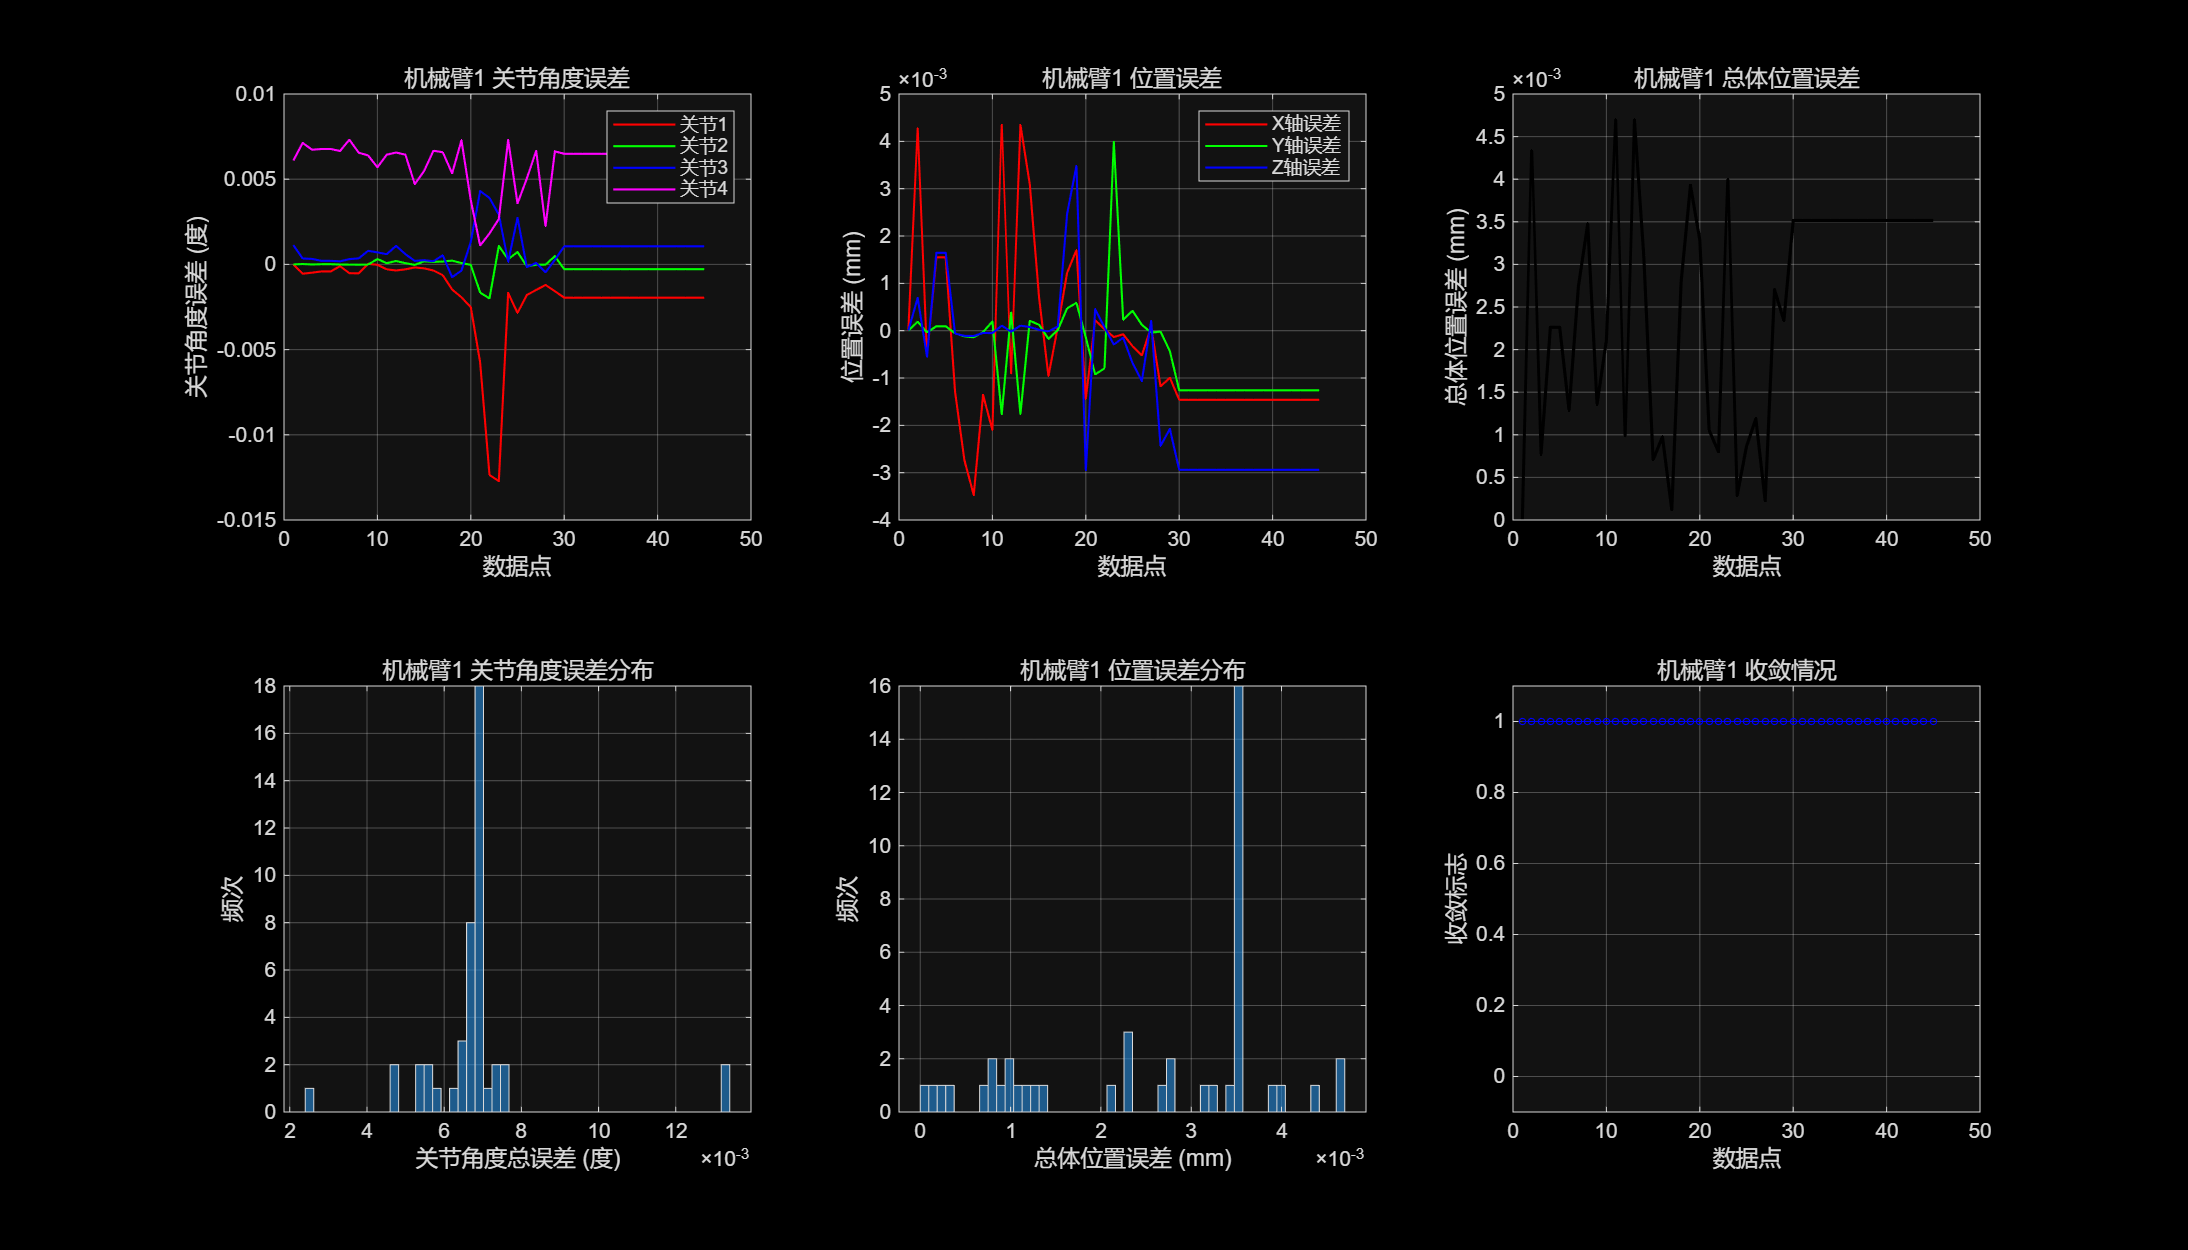 机械臂1 关节角度误差
0.01
0.005
0
-0.005
-0.01
-0.015
关节角度误差 (度)
关节1
关节2
关节3
关节4
0 10 20 30 40 50
数据点
机械臂1 位置误差
×10-3
5
4
3
2
1
0
-1
-2
-3
-4
位置误差 (mm)
X轴误差
Y轴误差
Z轴误差
0 10 20 30 40 50
数据点
机械臂1 总体位置误差
×10-3
5
4.5
4
3.5
3
2.5
2
1.5
1
0.5
0
总体位置误差 (mm)
0 10 20 30 40 50
数据点
机械臂1 关节角度误差分布
18
16
14
12
10
8
6
4
2
0
频次
2 4 6 8 10 12
关节角度总误差 (度)
×10-3
机械臂1 位置误差分布
16
14
12
10
8
6
4
2
0
频次
0 1 2 3 4
总体位置误差 (mm)
×10-3
机械臂1 收敛情况
1
0.8
0.6
0.4
0.2
0
收敛标志
0 10 20 30 40 50
数据点